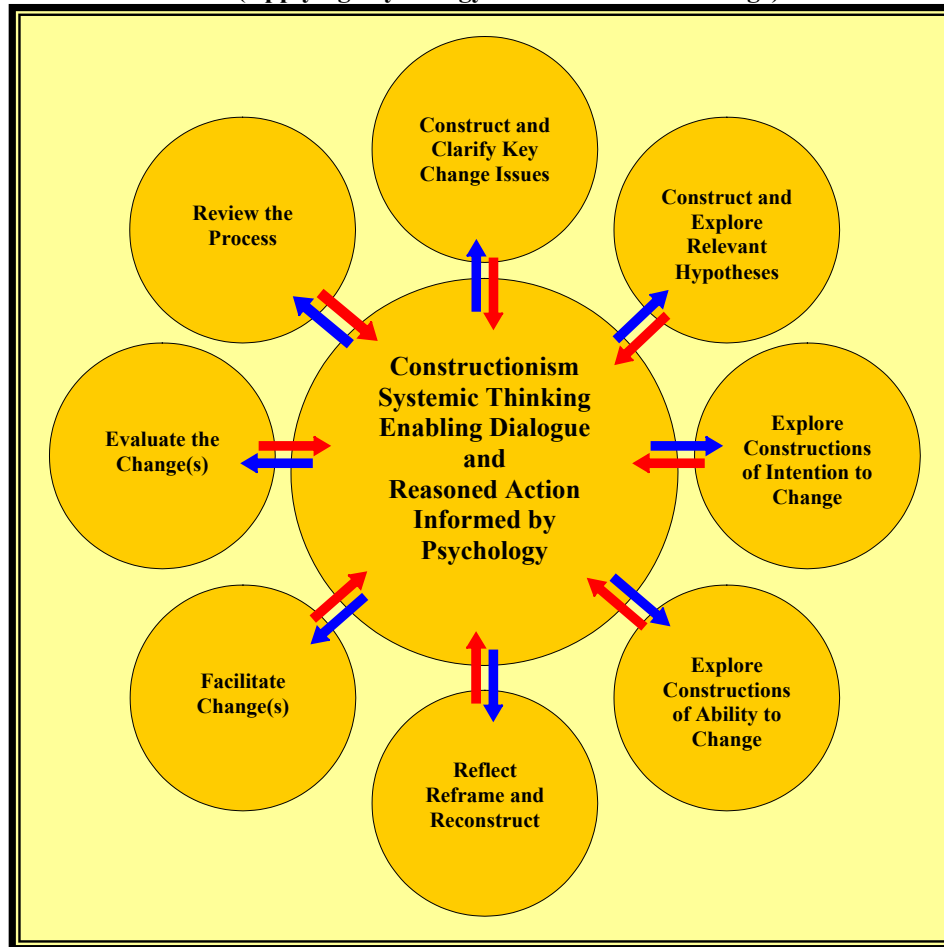 Construct and
Clarify Key
Change Issues
Construct and
Explore
Relevant
Hypotheses
Explore
Constructions
of Intention to
Change
Explore
Constructions
of Ability to
Change
Reflect
Reframe and
Reconstruct
Facilitate
Change(s)
Evaluate the
Change(s)
Review the
Process
Constructionism
Systemic Thinking
Enabling Dialogue
and
Reasoned Action
Informed by
Psychology